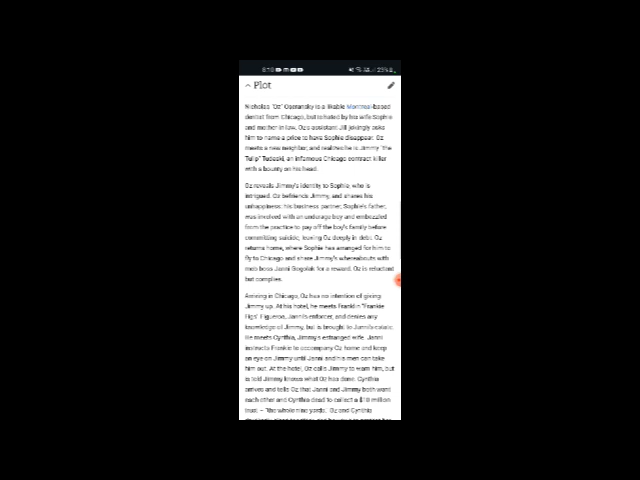 Plot
Nicholas "Oz" Oseransky is a likable Montreal-based
dentist from Chicago, but is hated by his wife Sophie
and mother in law. Oz's assistant Jill jokingly asks
him to name a price to have Sophie disappear. Oz
meets a new neighbor, and realizes he is Jimmy "the
Tulip" Tudeski, an infamous Chicago contract killer
with a bounty on his head.
Oz reveals Jimmy's identity to Sophie, who is
intrigued. Oz befriends Jimmy, and shares his
unhappiness: his business partner, Sophie's father,
was involved with an underage boy and embezzled
from the practice to pay off the boy's family before
committing suicide, leaving Oz deeply in debt. Oz
returns home, where Sophie has arranged for him to
fly to Chicago and share Jimmy's whereabouts with
mob boss Janni Gogolak for a reward. Oz is reluctant
but complies.
Arriving in Chicago, Oz has no intention of giving
Jimmy up. At his hotel, he meets Franklin "Frankie
Figs" Figueroa, Janni's enforcer, and denies any
knowledge of Jimmy, but is brought to Janni's estate.
He meets Cynthia, Jimmy's estranged wife. Janni
instructs Frankie to accompany Oz home and keep
an eye on Jimmy until Janni and his men can take
him out. At the hotel, Oz calls Jimmy to warn him, but
is told Jimmy knows what Oz has done. Cynthia
arrives and tells Oz that Janni and Jimmy both want
each other and Cynthia dead to collect a $10 million
trust – "the whole nine yards". Oz and Cynthia